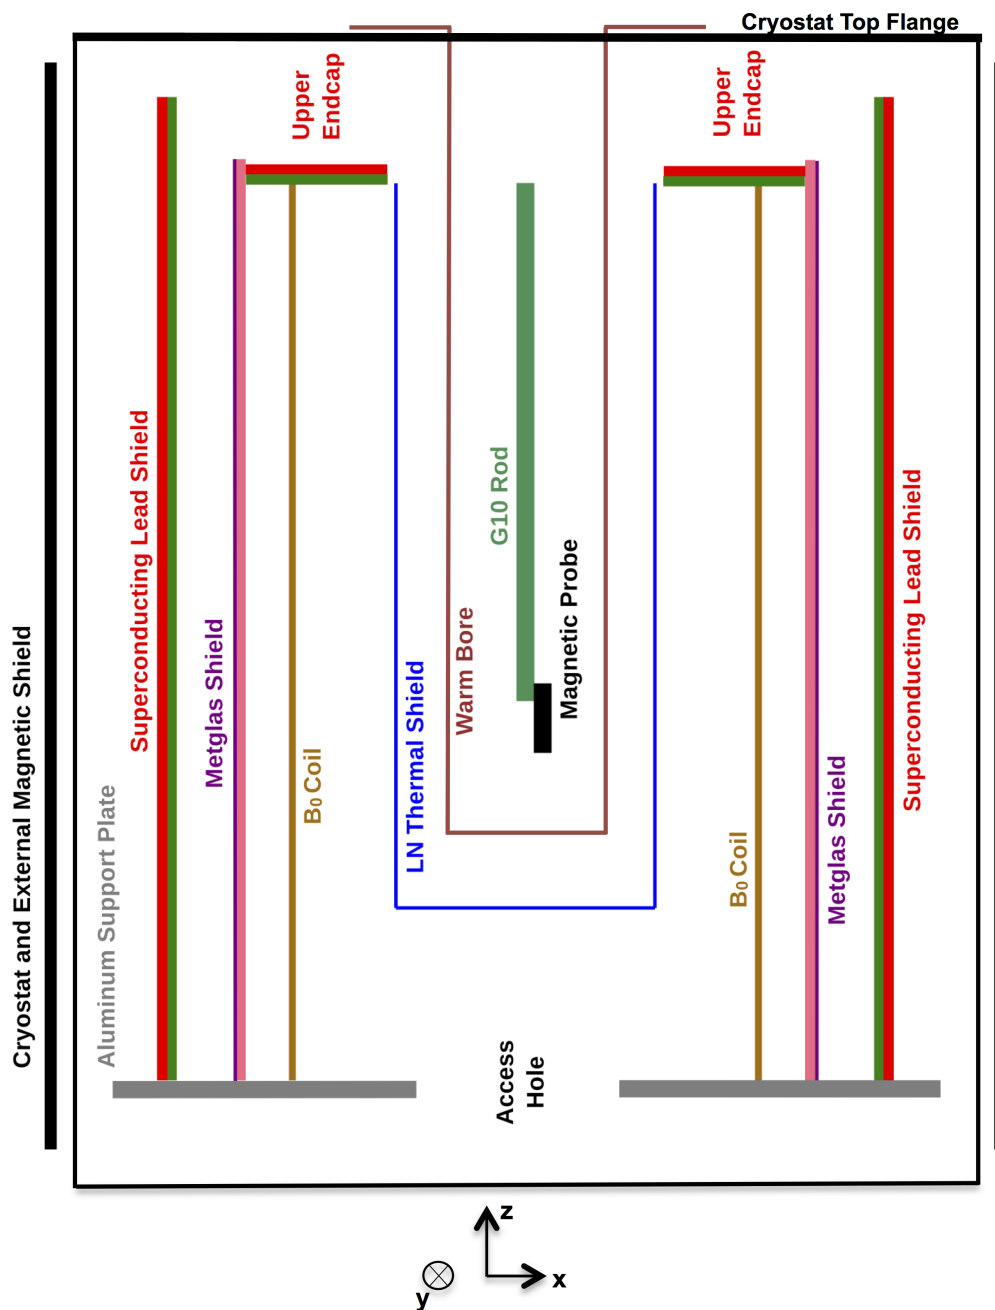 Cryostat Top Flange
Upper
Endcap
Upper
Endcap
Superconducting Lead Shield
Metglas Shield
B₀ Coil
LN Thermal Shield
Warm Bore
G10 Rod
Magnetic Probe
B₀ Coil
Metglas Shield
Superconducting Lead Shield
Cryostat and External Magnetic Shield
Aluminum Support Plate
Access
Hole
z
x
y